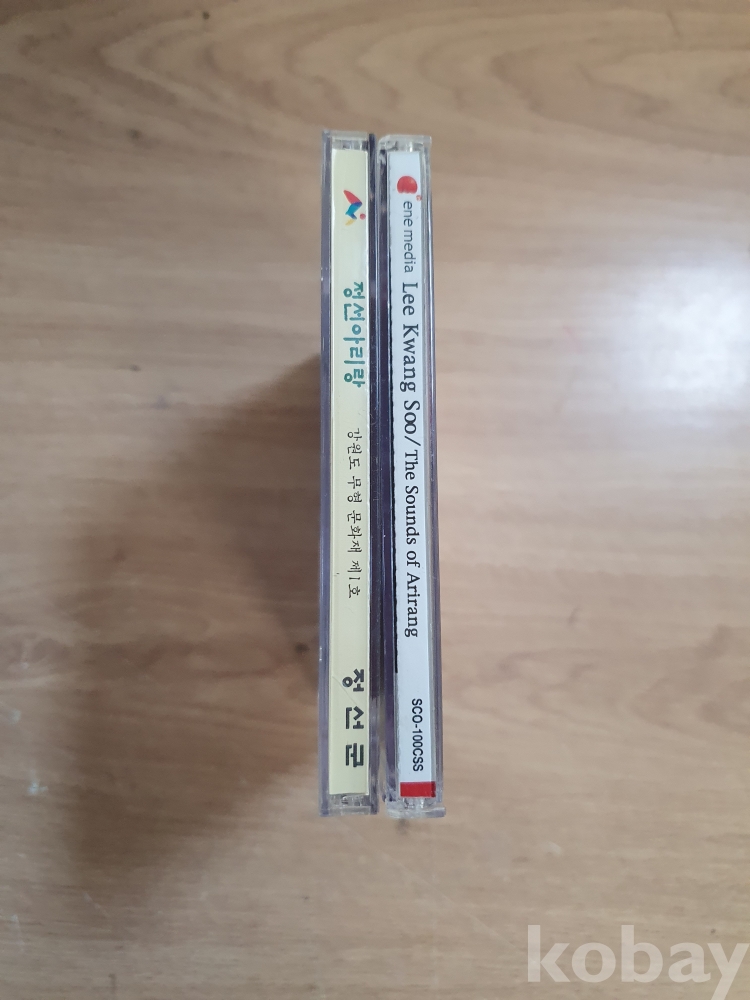 정선아리랑
강원도 무형 문화재 제1호
정선군
ene media
Lee Kwang Soo/The Sounds of Arirang
SCO-100CSS
kobay